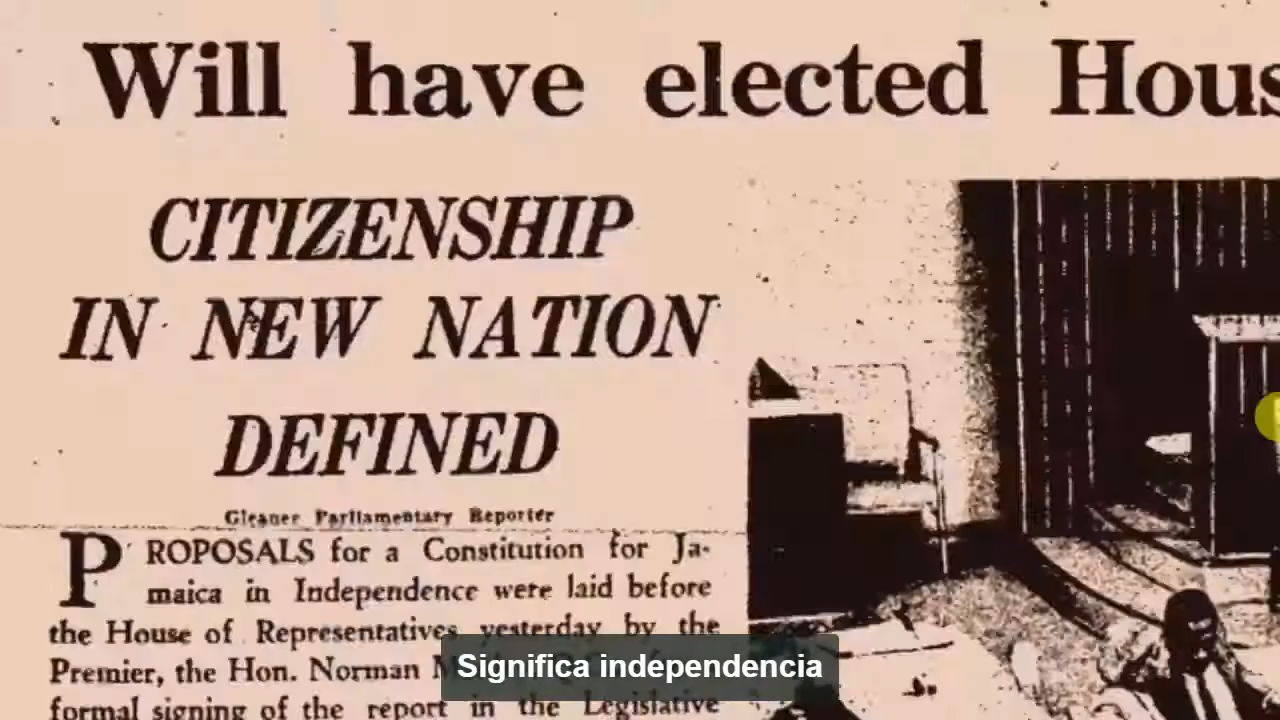 Will have elected Hous
CITIZENSHIP
IN NEW NATION
DEFINED
Gleaner Parliamentary Reporter
PROPOSALS for a Constitution for Ja-
maica in Independence were laid before
the House of Representatives yesterday by the
Premier, the Hon. Norman
formal signing of the report in the Legislative
Significa independencia